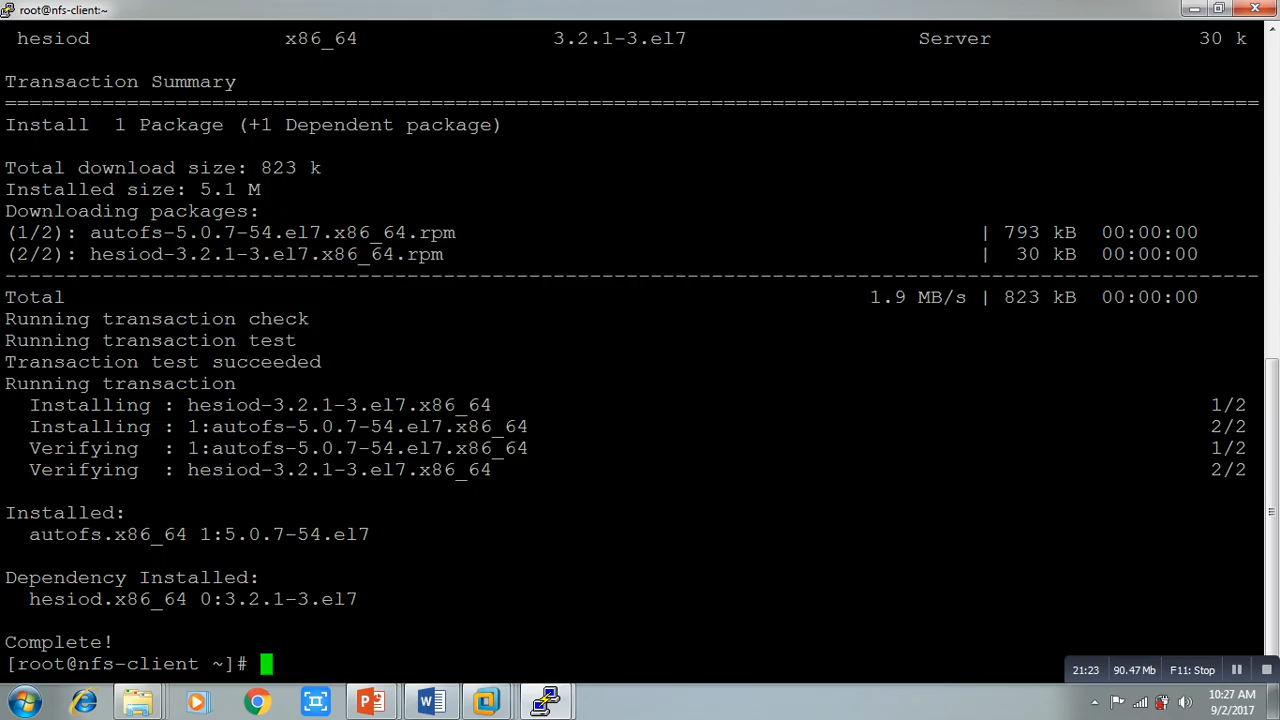 root@nfs-client:~
hesiod x86_64 3.2.1-3.el7 Server 30 k
Transaction Summary
================================================================================
Install 1 Package (+1 Dependent package)
Total download size: 823 k
Installed size: 5.1 M
Downloading packages:
(1/2): autofs-5.0.7-54.el7.x86_64.rpm | 793 kB 00:00:00
(2/2): hesiod-3.2.1-3.el7.x86_64.rpm | 30 kB 00:00:00
--------------------------------------------------------------------------------
Total 1.9 MB/s | 823 kB 00:00:00
Running transaction check
Running transaction test
Transaction test succeeded
Running transaction
Installing : hesiod-3.2.1-3.el7.x86_64 1/2
Installing : 1:autofs-5.0.7-54.el7.x86_64 2/2
Verifying : 1:autofs-5.0.7-54.el7.x86_64 1/2
Verifying : hesiod-3.2.1-3.el7.x86_64 2/2
Installed:
autofs.x86_64 1:5.0.7-54.el7
Dependency Installed:
hesiod.x86_64 0:3.2.1-3.el7
Complete!
[root@nfs-client ~]#
21:23 90.47Mb F11: Stop
10:27 AM
9/2/2017